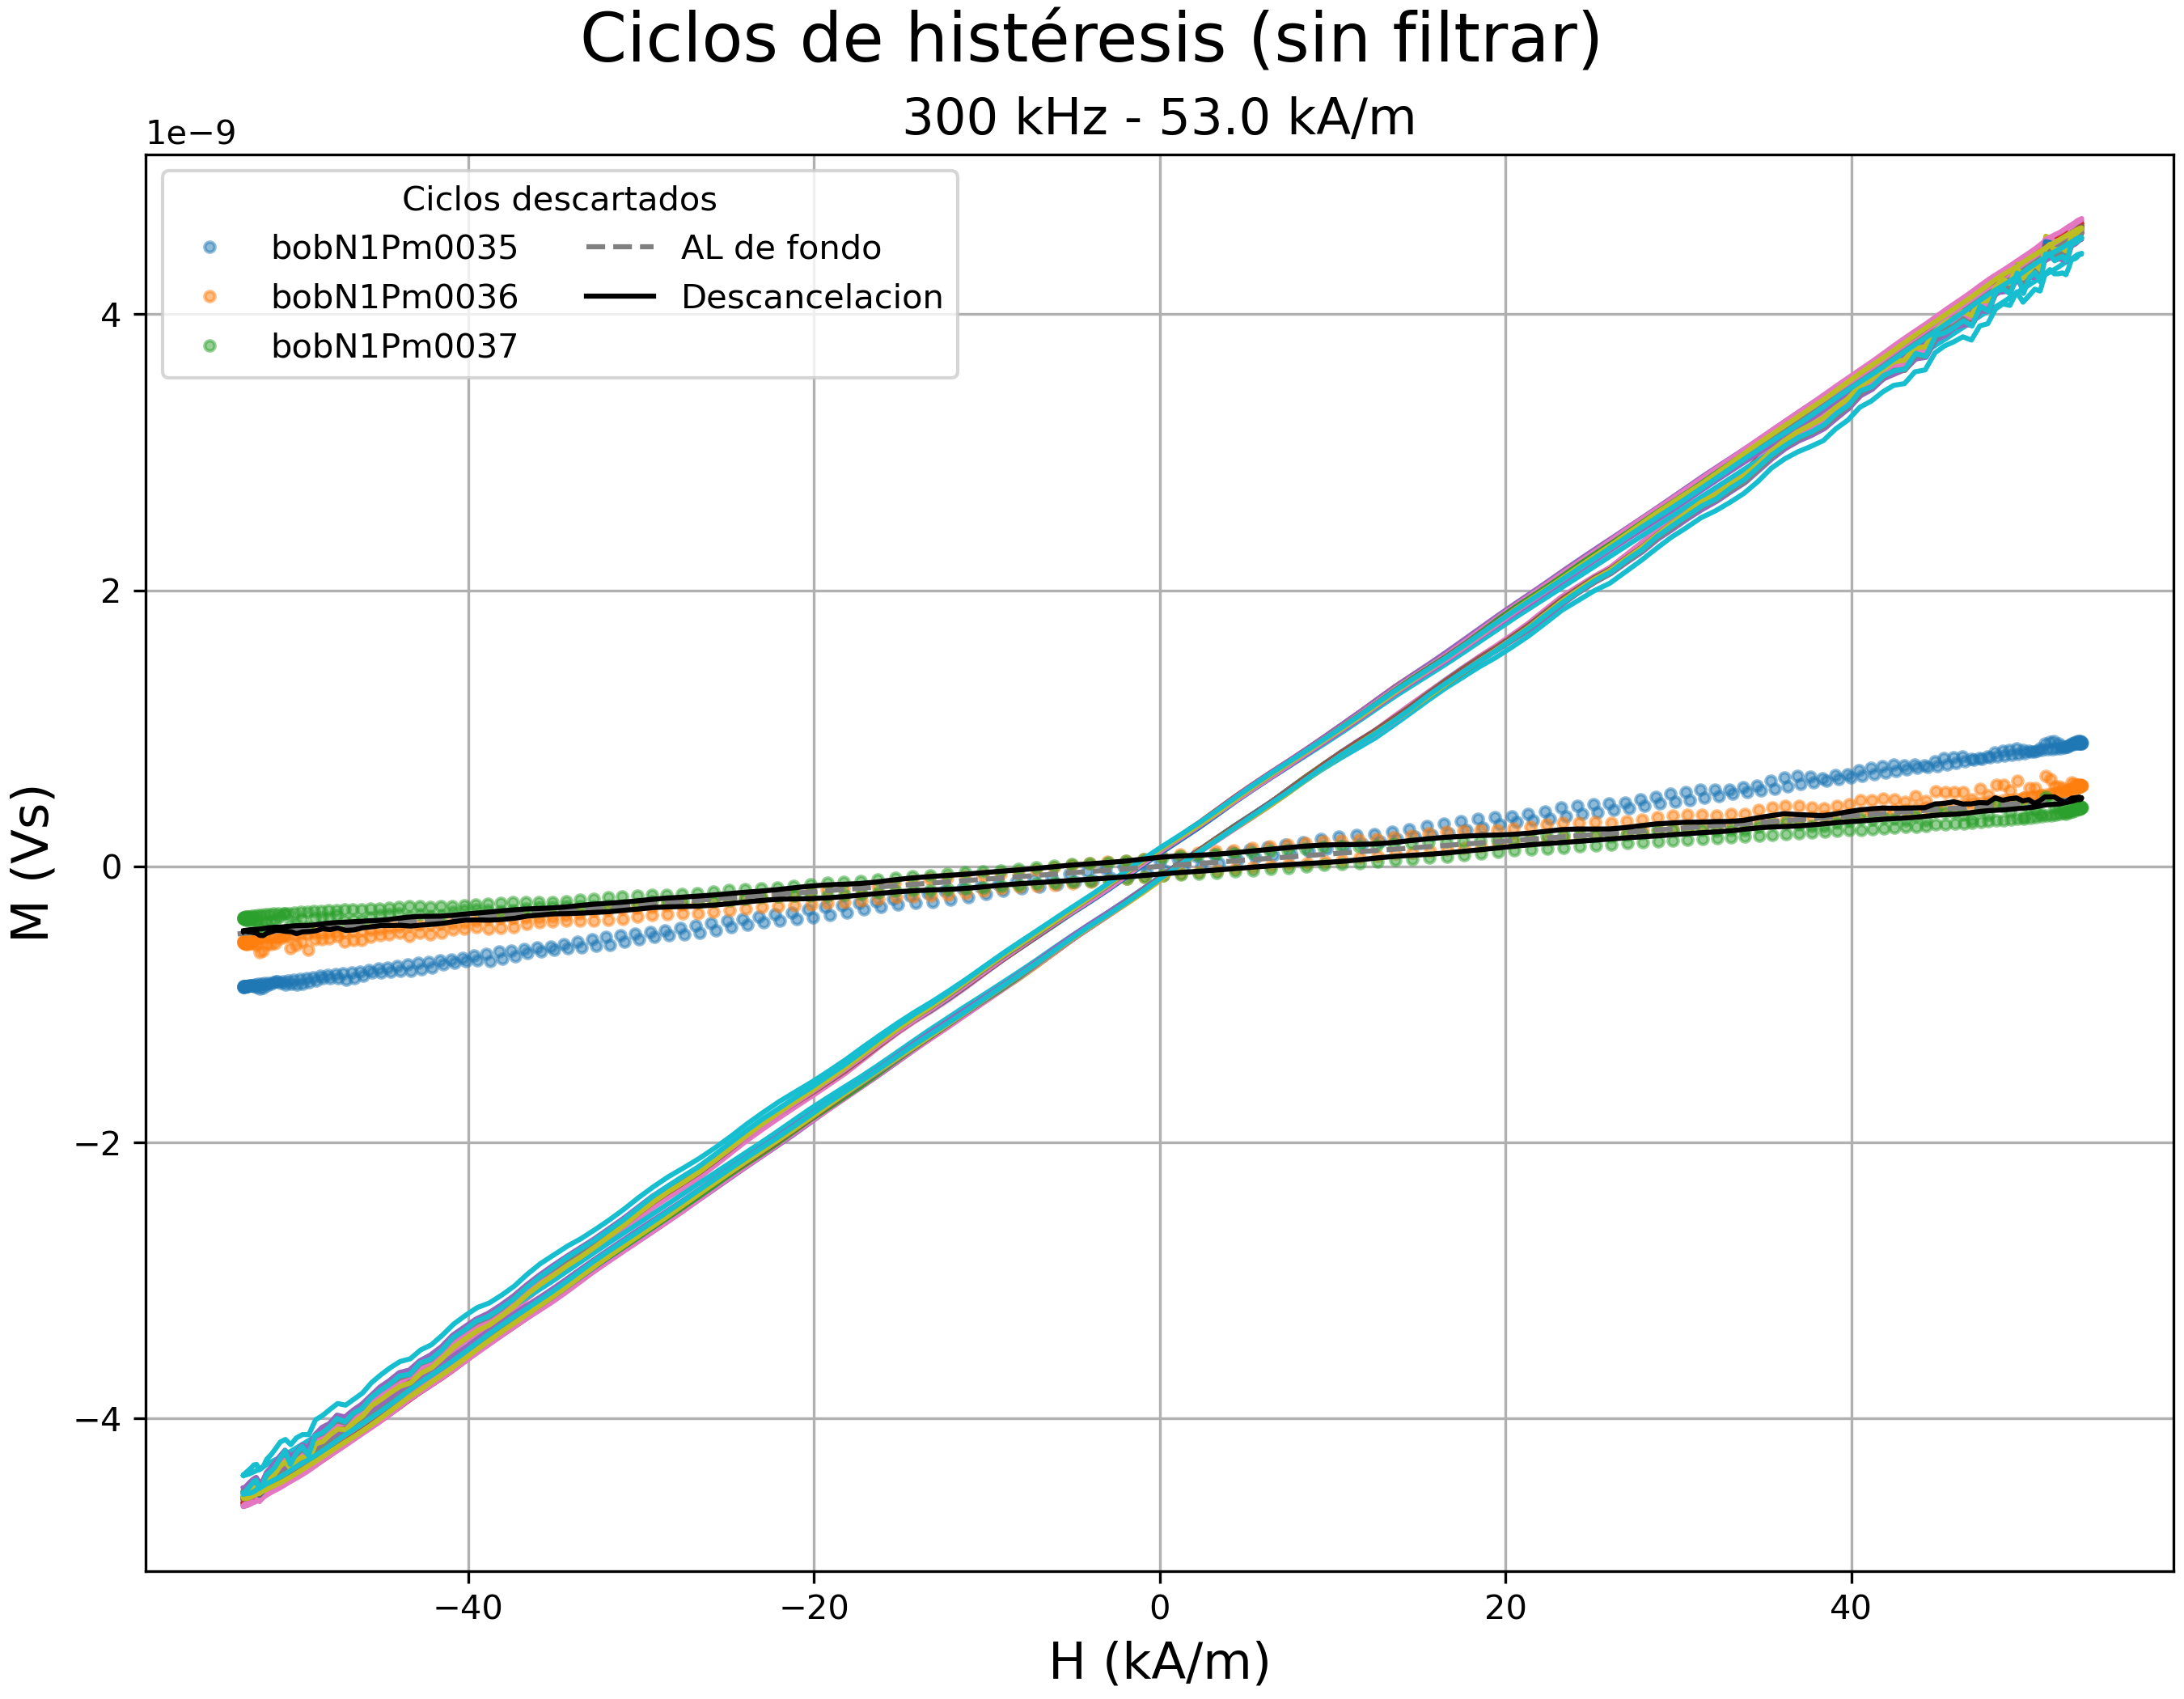 Ciclos de histéresis (sin filtrar)
300 kHz - 53.0 kA/m
1e−9
Ciclos descartados
bobN1Pm0035
bobN1Pm0036
bobN1Pm0037
AL de fondo
Descancelacion
4
2
0
−2
−4
M (Vs)
−40
−20
0
20
40
H (kA/m)